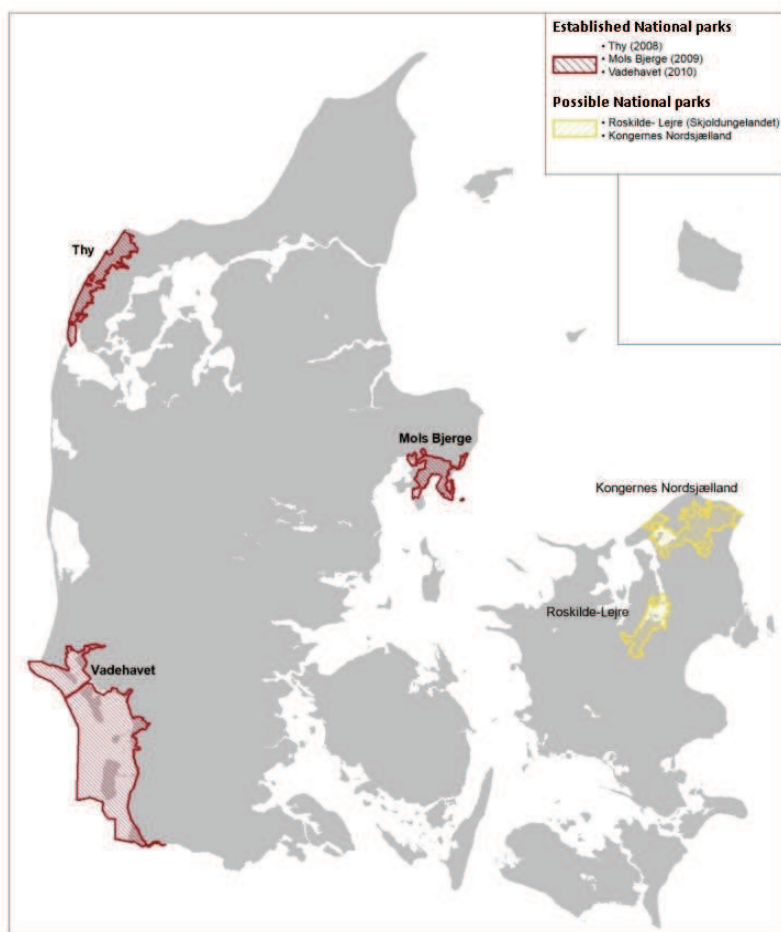 Established National parks
• Thy (2008)
• Mols Bjerge (2009)
• Vadehavet (2010)
Possible National parks
• Roskilde- Lejre (Skjoldungelandet)
• Kongernes Nordsjælland
Thy
Mols Bjerge
Kongernes Nordsjælland
Roskilde-Lejre
Vadehavet